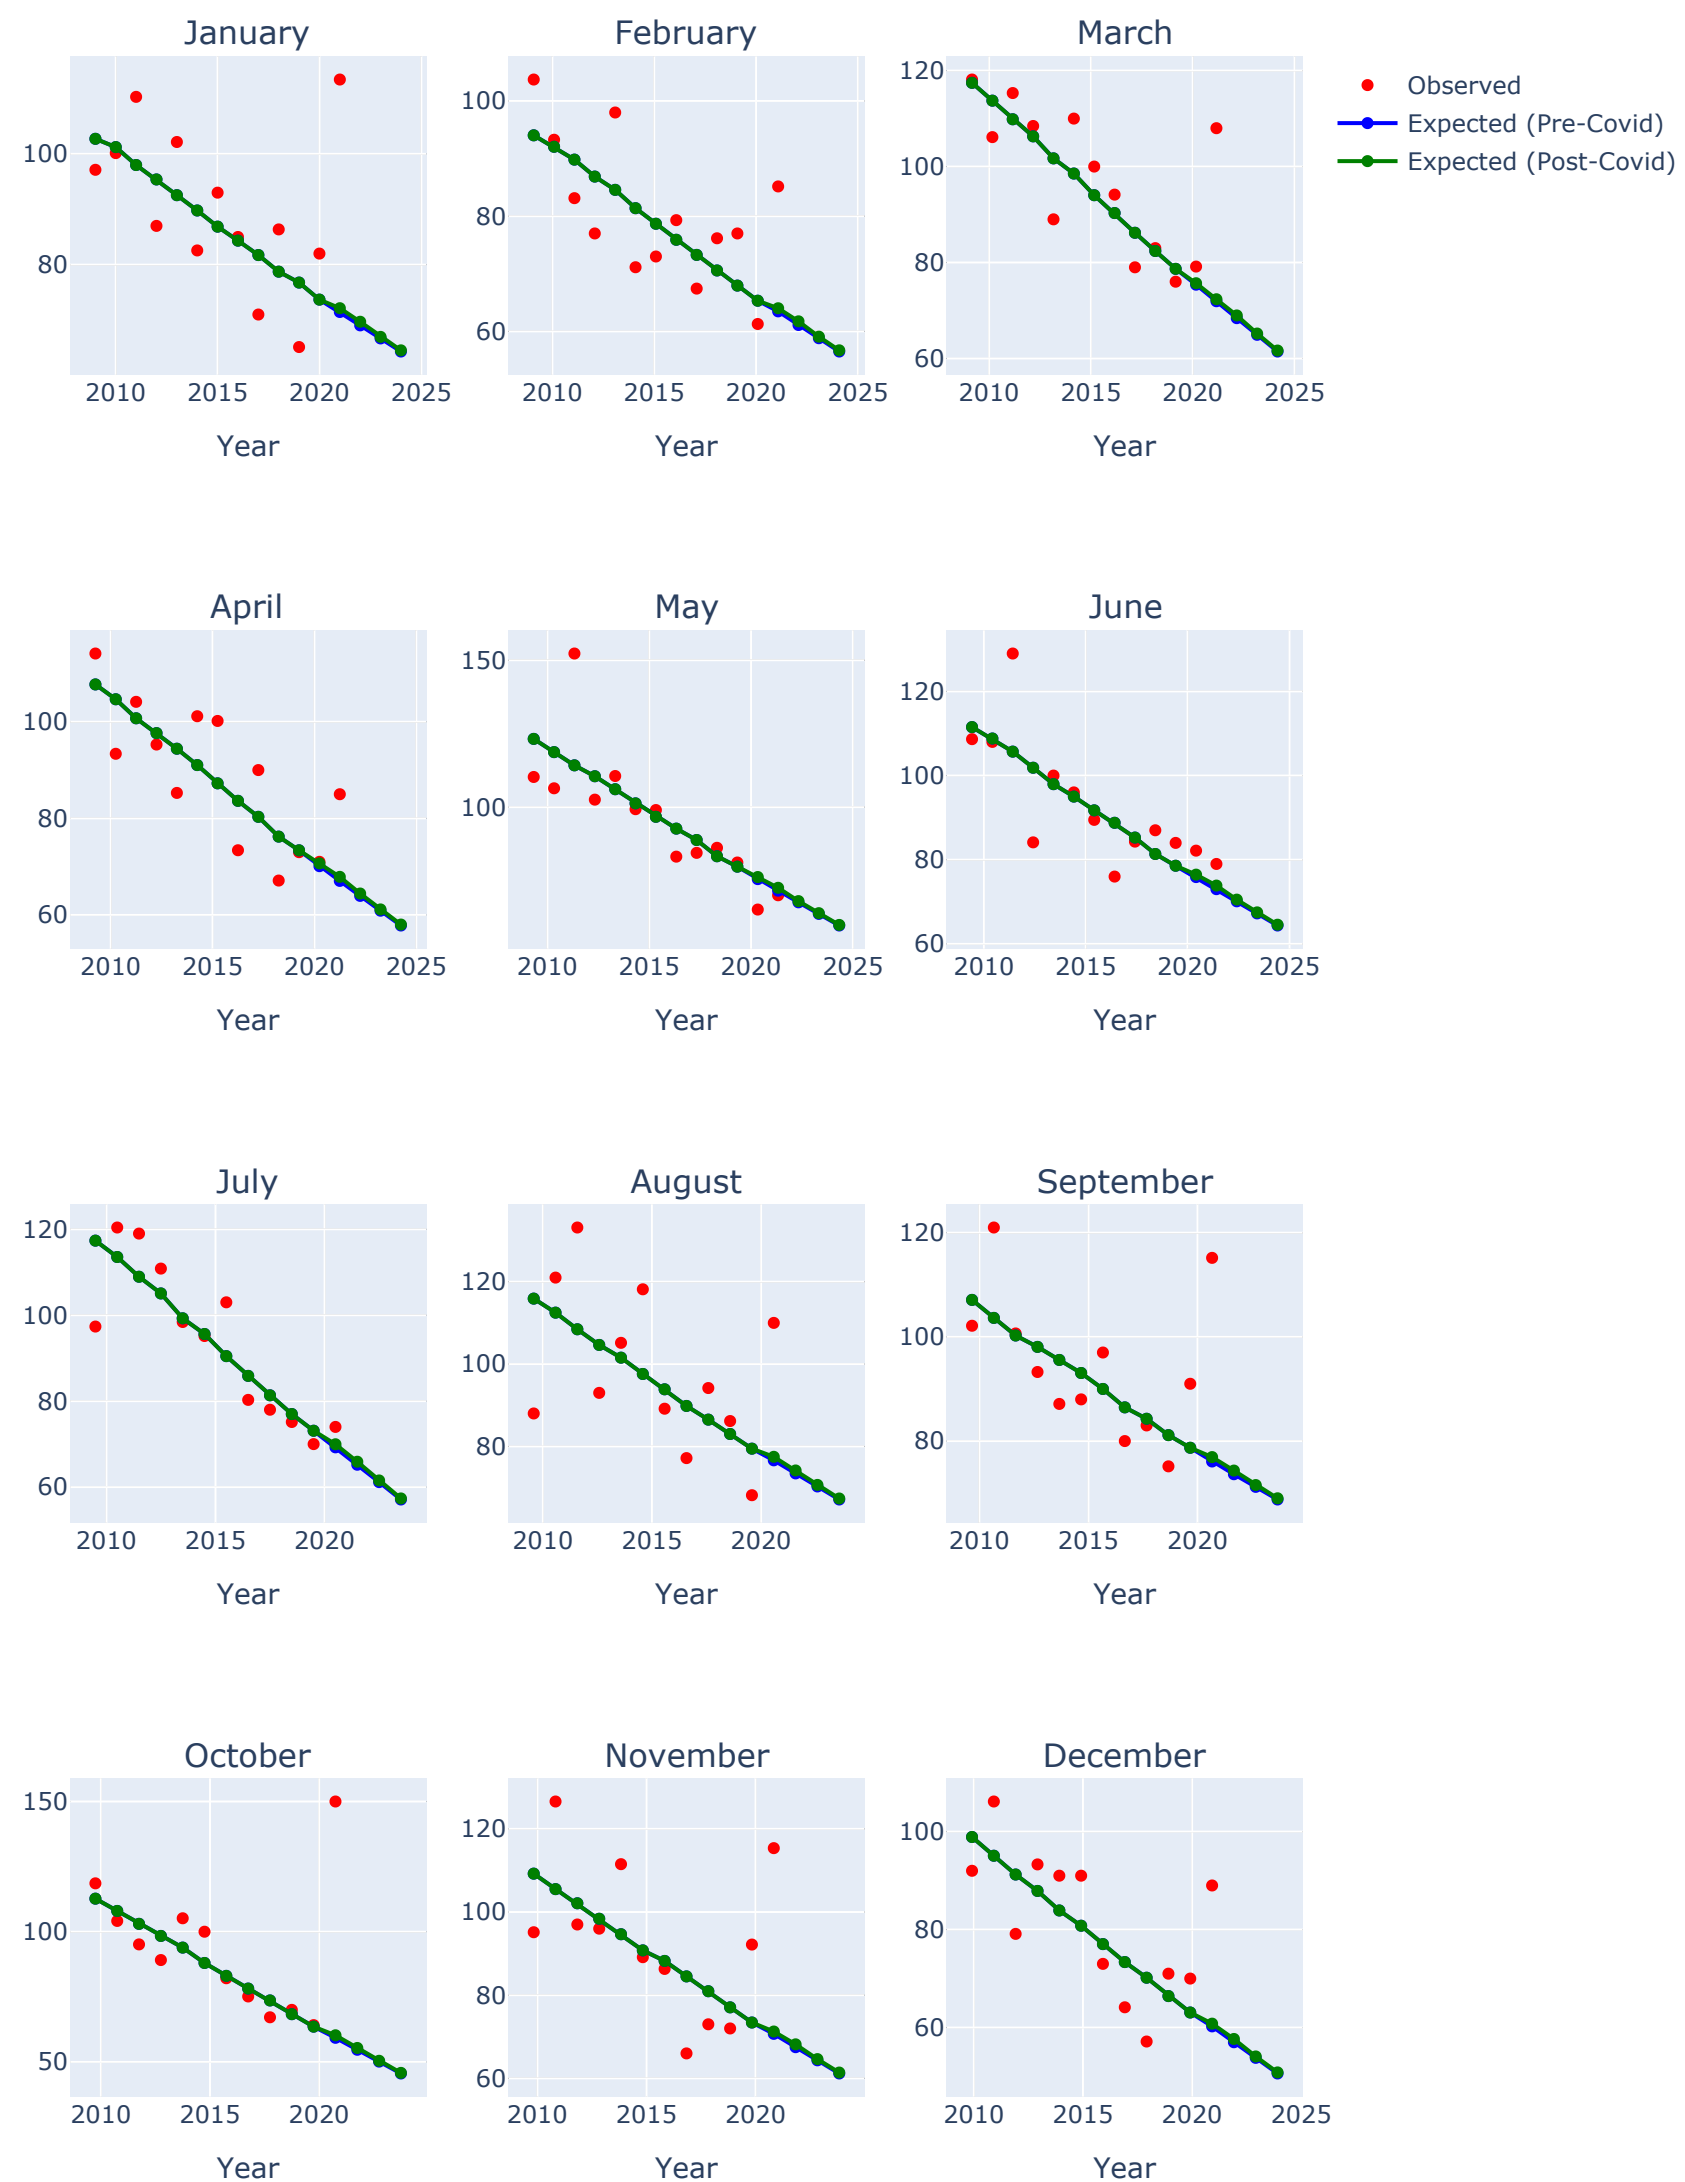 January February March
100
80
2010 2015 2020 2025
Year
100
80
60
2010 2015 2020 2025
Year
120
100
80
60
2010 2015 2020 2025
Year
Observed
Expected (Pre-Covid)
Expected (Post-Covid)
April May June
100
80
60
2010 2015 2020 2025
Year
150
100
2010 2015 2020 2025
Year
120
100
80
60
2010 2015 2020 2025
Year
July August September
120
100
80
60
2010 2015 2020
Year
120
100
80
2010 2015 2020
Year
120
100
80
2010 2015 2020
Year
October November December
150
100
50
2010 2015 2020
Year
120
100
80
60
2010 2015 2020
Year
100
80
60
2010 2015 2020 2025
Year